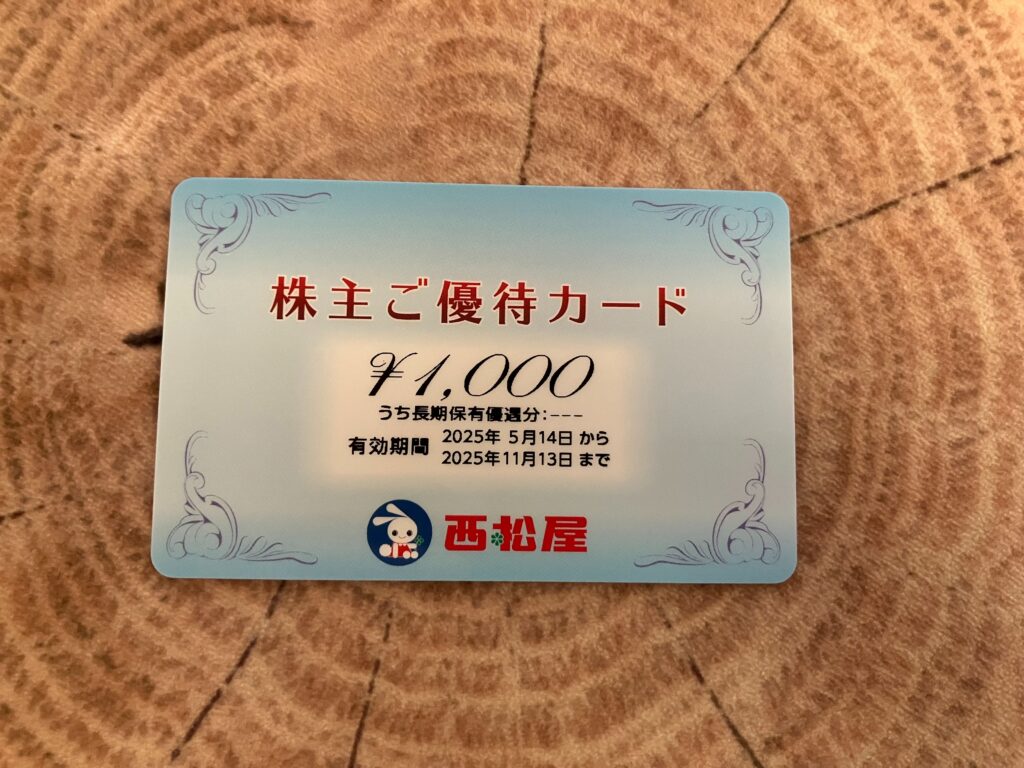 株主ご優待カード
¥1,000
うち長期保有優遇分:---
有効期間 2025年 5月14日 から
2025年11月13日 まで
西松屋